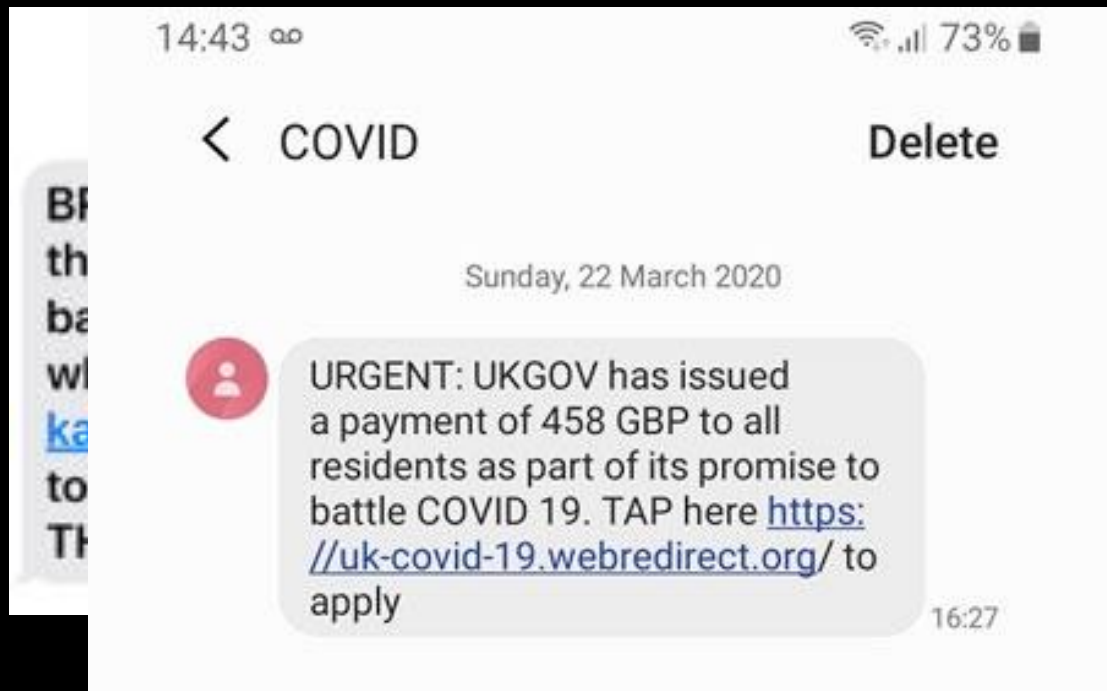 14:43
73%
COVID
Delete
Sunday, 22 March 2020
URGENT: UKGOV has issued
a payment of 458 GBP to all
residents as part of its promise to
battle COVID 19. TAP here https:
//uk-covid-19.webredirect.org/ to
apply
16:27